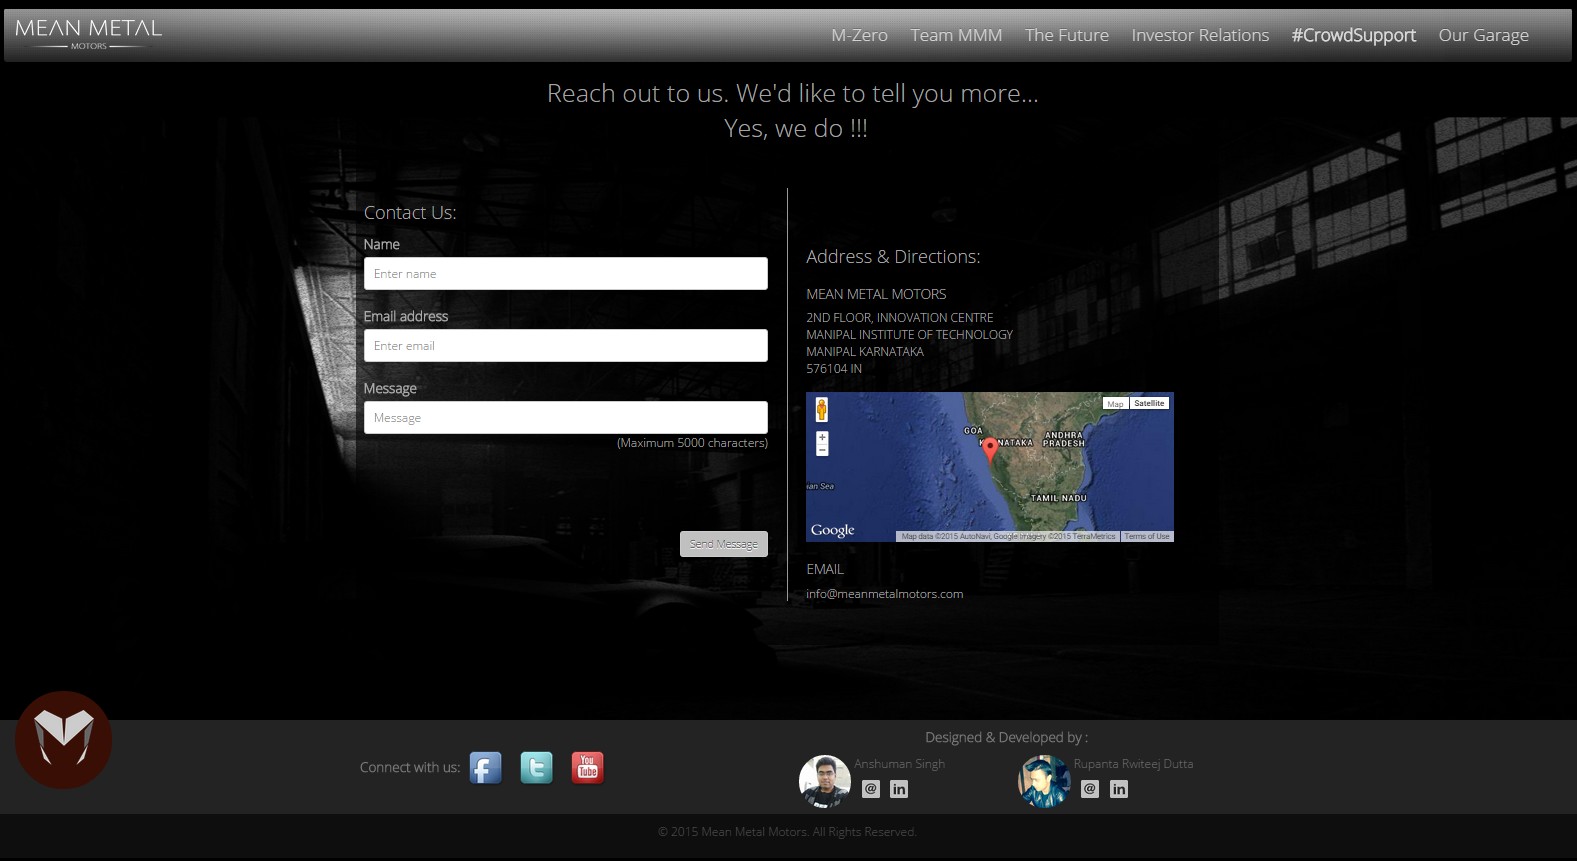 MEAN METAL
MOTORS
M-Zero Team MMM The Future Investor Relations #CrowdSupport Our Garage
Reach out to us. We'd like to tell you more...
Yes, we do !!!
Contact Us:
Name
Enter name
Email address
Enter email
Message
Message
(Maximum 5000 characters)
Send Message
Address & Directions:
MEAN METAL MOTORS
2ND FLOOR, INNOVATION CENTRE
MANIPAL INSTITUTE OF TECHNOLOGY
MANIPAL KARNATAKA
576104 IN
Map Satellite
GOA
ANDHRA
PRADESH
TAMIL NADU
Sea
Google
Map data ©2015 AutoNavi, Google Imagery ©2015 TerraMetrics Terms of Use
EMAIL
info@meanmetalmotors.com
Connect with us:
You
Tube
Designed & Developed by :
Anshuman Singh
Rupanta Rwiteej Dutta
© 2015 Mean Metal Motors. All Rights Reserved.